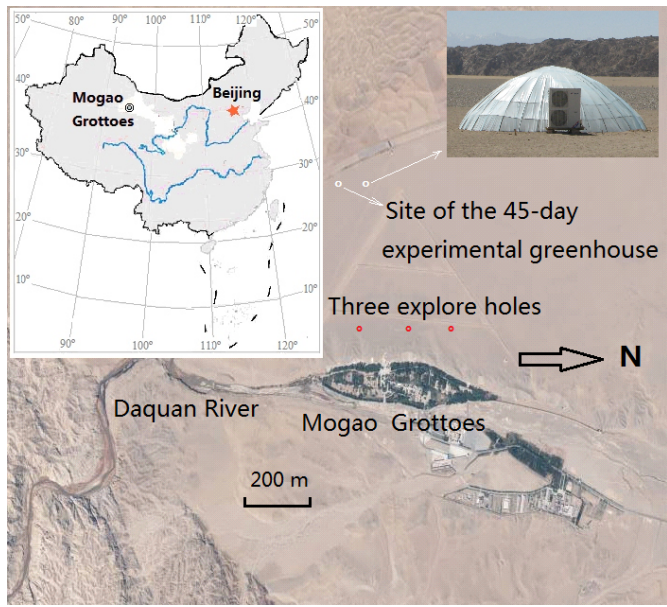 50° 80° 90° 100° 110° 120° 50°
40°
Mogao
Grottoes
Beijing
40°
30°
30°
20°
20°
10°
10°
90° 100° 110° 120°
Site of the 45-day
experimental greenhouse
Three explore holes
N
Daquan River
Mogao Grottoes
200 m